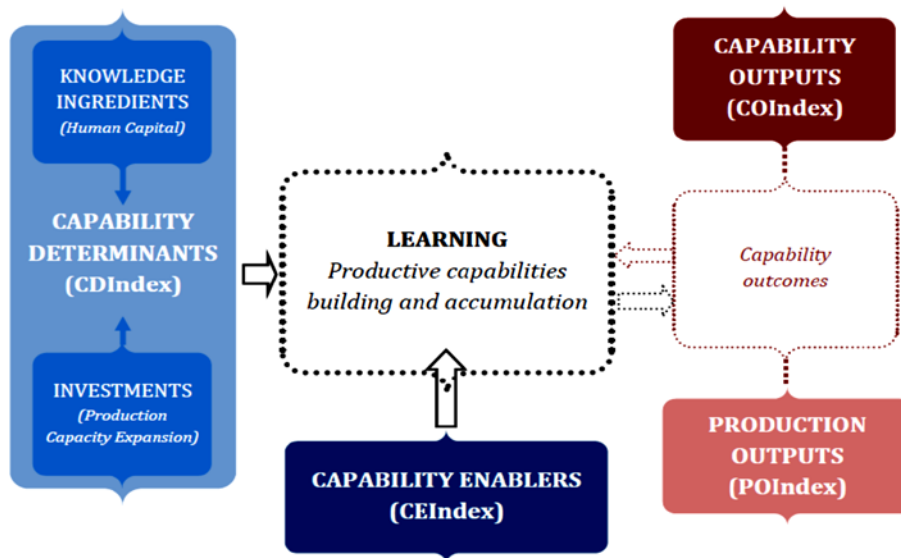 KNOWLEDGE
INGREDIENTS
(Human Capital)
CAPABILITY
DETERMINANTS
(CDIndex)
INVESTMENTS
(Production
Capacity Expansion)
LEARNING
Productive capabilities
building and accumulation
CAPABILITY ENABLERS
(CEIndex)
CAPABILITY
OUTPUTS
(COIndex)
Capability
outcomes
PRODUCTION
OUTPUTS
(POIndex)